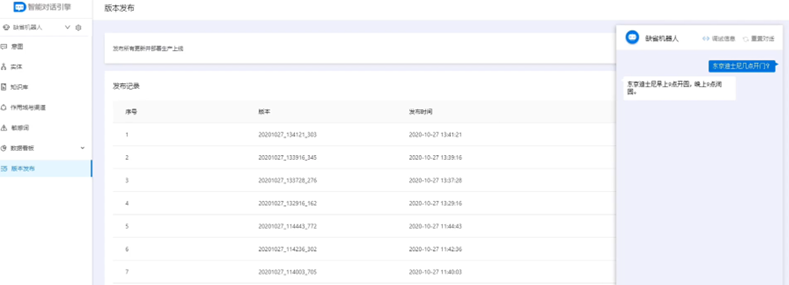 智能对话引擎
版本发布
缺省机器人
意图
实体
知识库
作用域与渠道
敏感词
数据看板
版本发布
发布所有更新并部署生产上线
发布记录
序号 版本 发布时间
1 20201027_134121_303 2020-10-27 13:41:21
2 20201027_133916_345 2020-10-27 13:39:16
3 20201027_133728_276 2020-10-27 13:37:28
4 20201027_132916_162 2020-10-27 13:29:16
5 20201027_114443_772 2020-10-27 11:44:43
6 20201027_114236_302 2020-10-27 11:42:36
7 20201027_114003_705 2020-10-27 11:40:03
缺省机器人 调试信息 重置对话
东京迪士尼几点开门?
东京迪士尼早上9点开园，晚上9点闭
园。